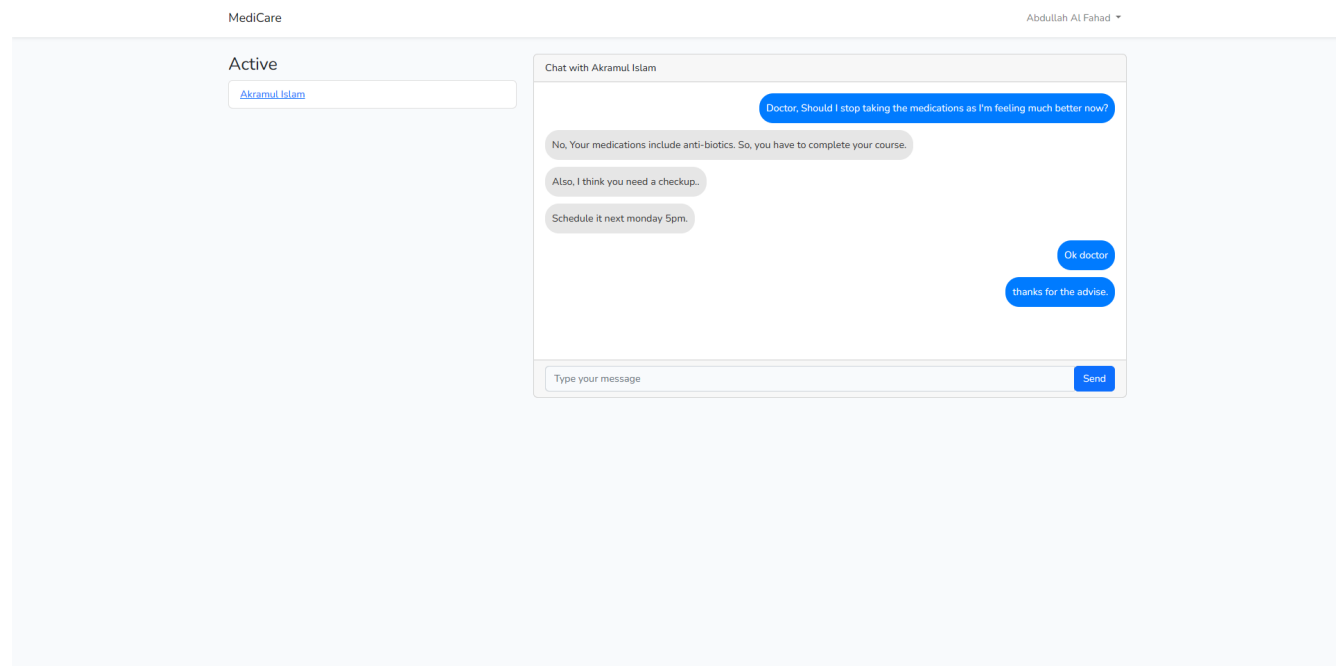 MediCare
Abdullah Al Fahad
Active
Akramul Islam
Chat with Akramul Islam
Doctor, Should I stop taking the medications as I'm feeling much better now?
No, Your medications include anti-biotics. So, you have to complete your course.
Also, I think you need a checkup..
Schedule it next monday 5pm.
Ok doctor
thanks for the advise.
Type your message
Send